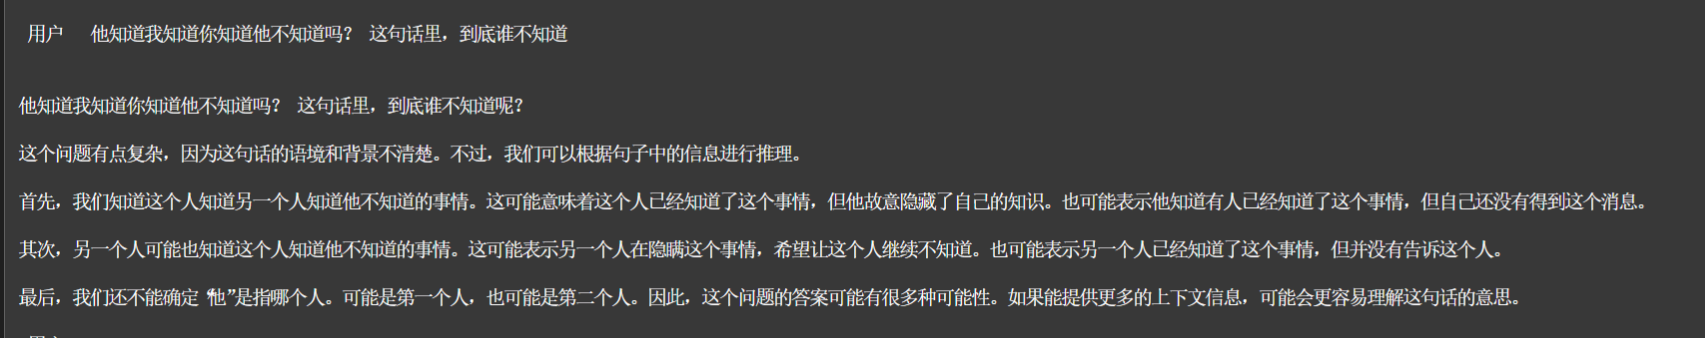 用户 他知道我知道你知道他不知道吗? 这句话里，到底谁不知道
他知道我知道你知道他不知道吗? 这句话里，到底谁不知道呢?
这个问题有点复杂，因为这句话的语境和背景不清楚。不过，我们可以根据句子中的信息进行推理。
首先，我们知道这个人知道另一个人知道他不知道的事情。这可能意味着这个人已经知道了这个事情，但他故意隐藏了自己的知识。也可能表示他知道有人已经知道了这个事情，但自己还没有得到这个消息。
其次，另一个人可能也知道这个人知道他不知道的事情。这可能表示另一个人在隐瞒这个事情，希望让这个人继续不知道。也可能表示另一个人已经知道了这个事情，但并没有告诉这个人。
最后，我们还不能确定“他”是指哪个人。可能是第一个人，也可能是第二个人。因此，这个问题的答案可能有很多种可能性。如果能提供更多的上下文信息，可能会更容易理解这句话的意思。